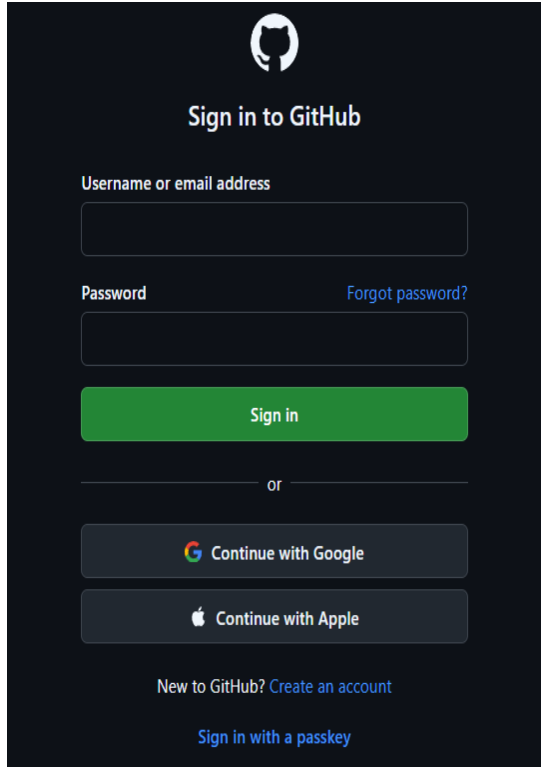 Sign in to GitHub
Username or email address
Password Forgot password?
Sign in
or
Continue with Google
Continue with Apple
New to GitHub? Create an account
Sign in with a passkey